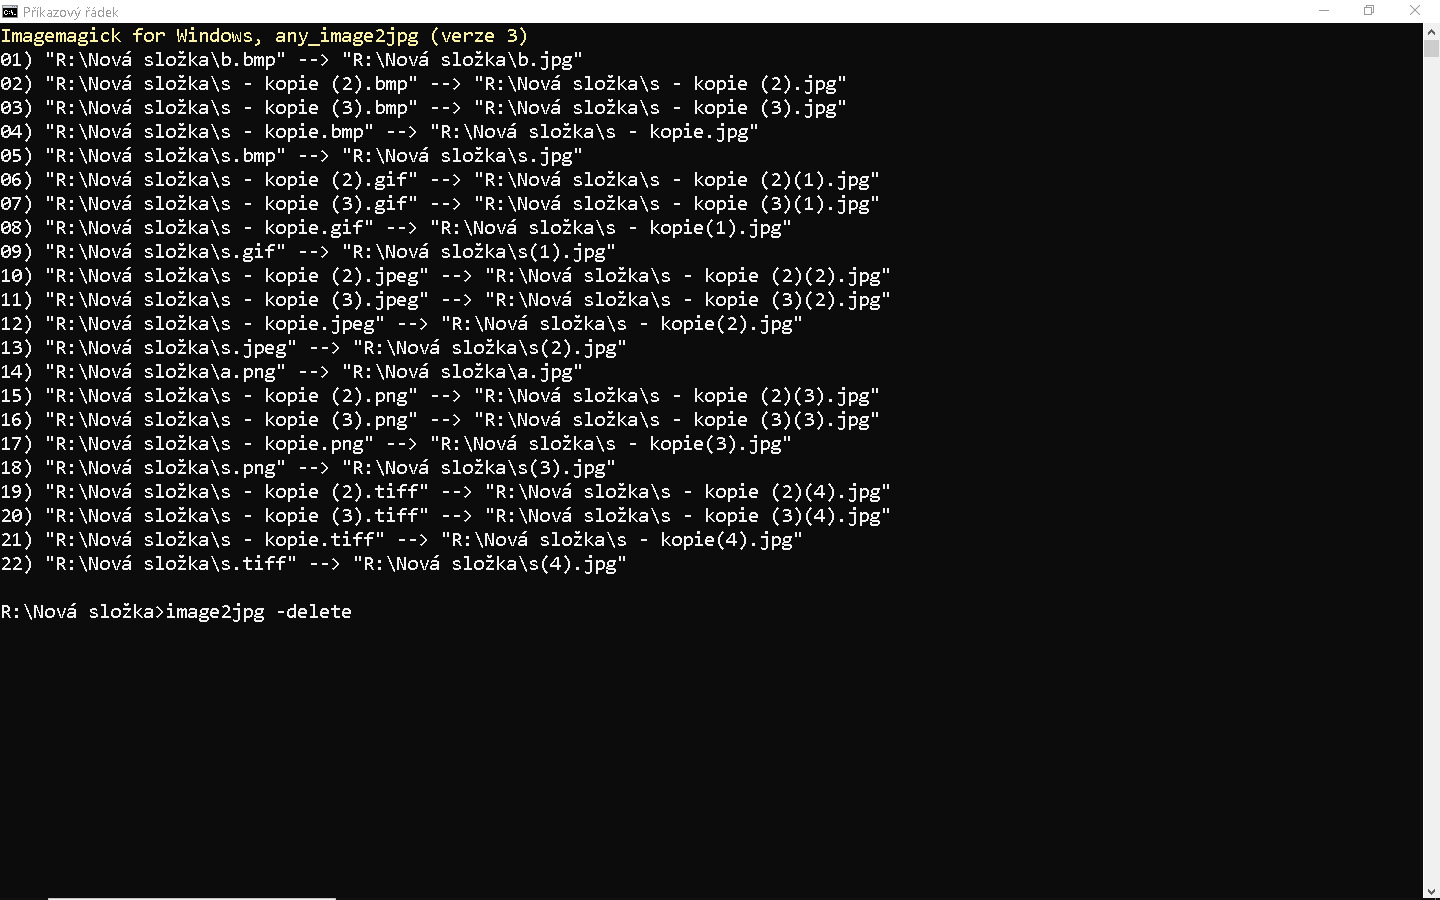 Příkazový řádek
Imagemagick for Windows, any_image2jpg (verze 3)
01) "R:\Nová složka\b.bmp" --> "R:\Nová složka\b.jpg"
02) "R:\Nová složka\s - kopie (2).bmp" --> "R:\Nová složka\s - kopie (2).jpg"
03) "R:\Nová složka\s - kopie (3).bmp" --> "R:\Nová složka\s - kopie (3).jpg"
04) "R:\Nová složka\s - kopie.bmp" --> "R:\Nová složka\s - kopie.jpg"
05) "R:\Nová složka\s.bmp" --> "R:\Nová složka\s.jpg"
06) "R:\Nová složka\s - kopie (2).gif" --> "R:\Nová složka\s - kopie (2)(1).jpg"
07) "R:\Nová složka\s - kopie (3).gif" --> "R:\Nová složka\s - kopie (3)(1).jpg"
08) "R:\Nová složka\s - kopie.gif" --> "R:\Nová složka\s - kopie(1).jpg"
09) "R:\Nová složka\s.gif" --> "R:\Nová složka\s(1).jpg"
10) "R:\Nová složka\s - kopie (2).jpeg" --> "R:\Nová složka\s - kopie (2)(2).jpg"
11) "R:\Nová složka\s - kopie (3).jpeg" --> "R:\Nová složka\s - kopie (3)(2).jpg"
12) "R:\Nová složka\s - kopie.jpeg" --> "R:\Nová složka\s - kopie(2).jpg"
13) "R:\Nová složka\s.jpeg" --> "R:\Nová složka\s(2).jpg"
14) "R:\Nová složka\a.png" --> "R:\Nová složka\a.jpg"
15) "R:\Nová složka\s - kopie (2).png" --> "R:\Nová složka\s - kopie (2)(3).jpg"
16) "R:\Nová složka\s - kopie (3).png" --> "R:\Nová složka\s - kopie (3)(3).jpg"
17) "R:\Nová složka\s - kopie.png" --> "R:\Nová složka\s - kopie(3).jpg"
18) "R:\Nová složka\s.png" --> "R:\Nová složka\s(3).jpg"
19) "R:\Nová složka\s - kopie (2).tiff" --> "R:\Nová složka\s - kopie (2)(4).jpg"
20) "R:\Nová složka\s - kopie (3).tiff" --> "R:\Nová složka\s - kopie (3)(4).jpg"
21) "R:\Nová složka\s - kopie.tiff" --> "R:\Nová složka\s - kopie(4).jpg"
22) "R:\Nová složka\s.tiff" --> "R:\Nová složka\s(4).jpg"
R:\Nová složka>image2jpg -delete